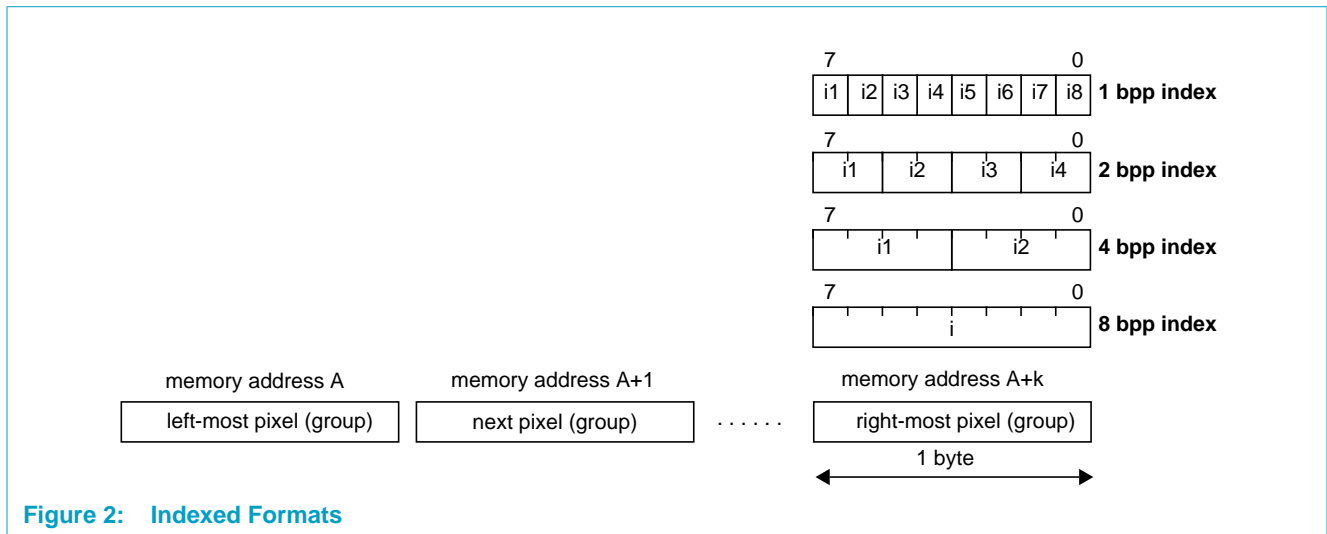 7 0
i1 i2 i3 i4 i5 i6 i7 i8 1 bpp index
7 0
i1 i2 i3 i4 2 bpp index
7 0
i1 i2 4 bpp index
7 0
i 8 bpp index
memory address A memory address A+1 memory address A+k
left-most pixel (group) next pixel (group) . . . . . . right-most pixel (group)
1 byte
Figure 2: Indexed Formats